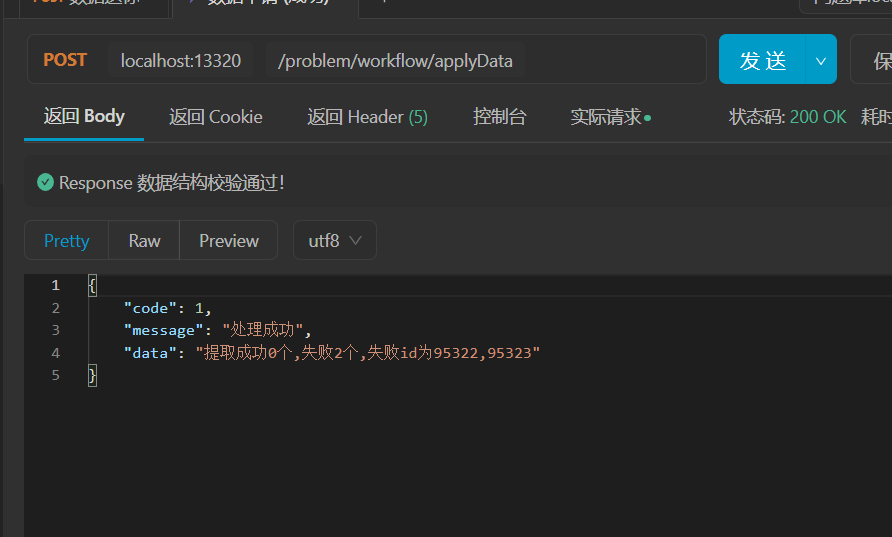 POST localhost:13320 /problem/workflow/applyData 发送 保
返回 Body 返回 Cookie 返回 Header (5) 控制台 实际请求 状态码: 200 OK 耗时
Response 数据结构校验通过!
Pretty Raw Preview utf8
1 {
2 "code": 1,
3 "message": "处理成功",
4 "data": "提取成功0个,失败2个,失败id为95322,95323"
5 }